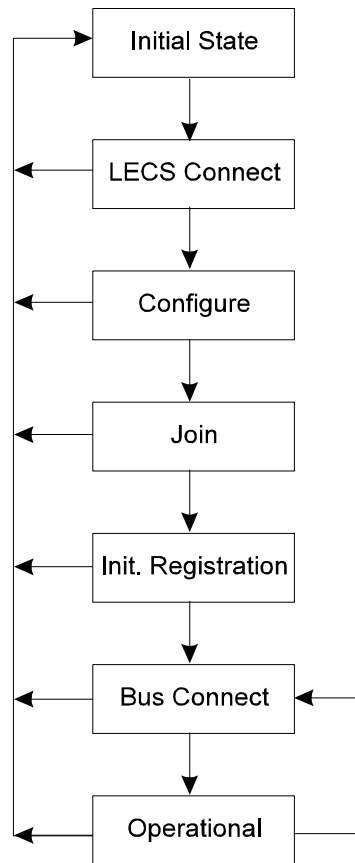 Initial State
LECS Connect
Configure
Join
Init. Registration
Bus Connect
Operational